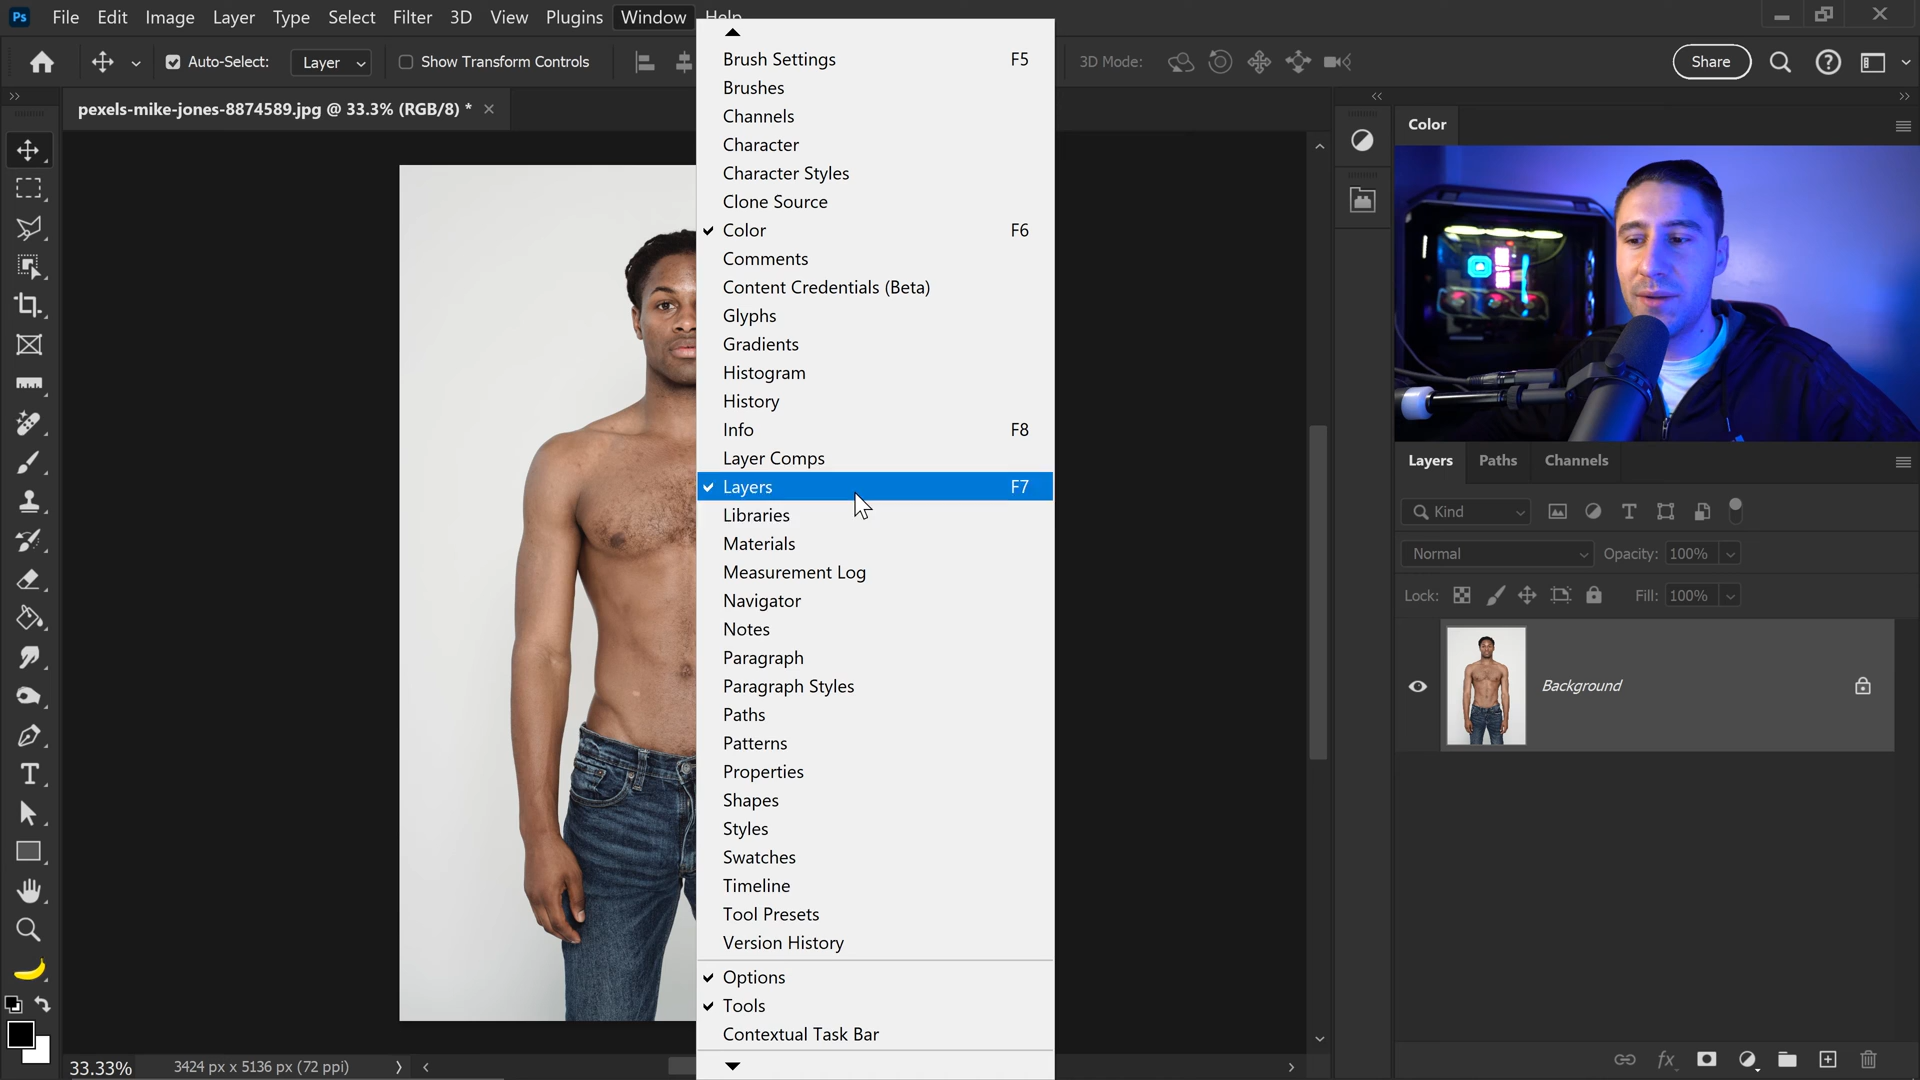 Ps File Edit Image Layer Type Select Filter 3D View Plugins Window Help
Auto-Select: Layer Show Transform Controls 3D Mode: Share
pexels-mike-jones-8874589.jpg @ 33.3% (RGB/8) *
Brush Settings F5
Brushes
Channels
Character
Character Styles
Clone Source
Color F6
Comments
Content Credentials (Beta)
Glyphs
Gradients
Histogram
History
Info F8
Layer Comps
Layers F7
Libraries
Materials
Measurement Log
Navigator
Notes
Paragraph
Paragraph Styles
Paths
Patterns
Properties
Shapes
Styles
Swatches
Timeline
Tool Presets
Version History
Options
Tools
Contextual Task Bar
Color
Layers Paths Channels
Kind
Normal Opacity: 100%
Lock: Fill: 100%
Background
fx
33.33% 3424 px x 5136 px (72 ppi)